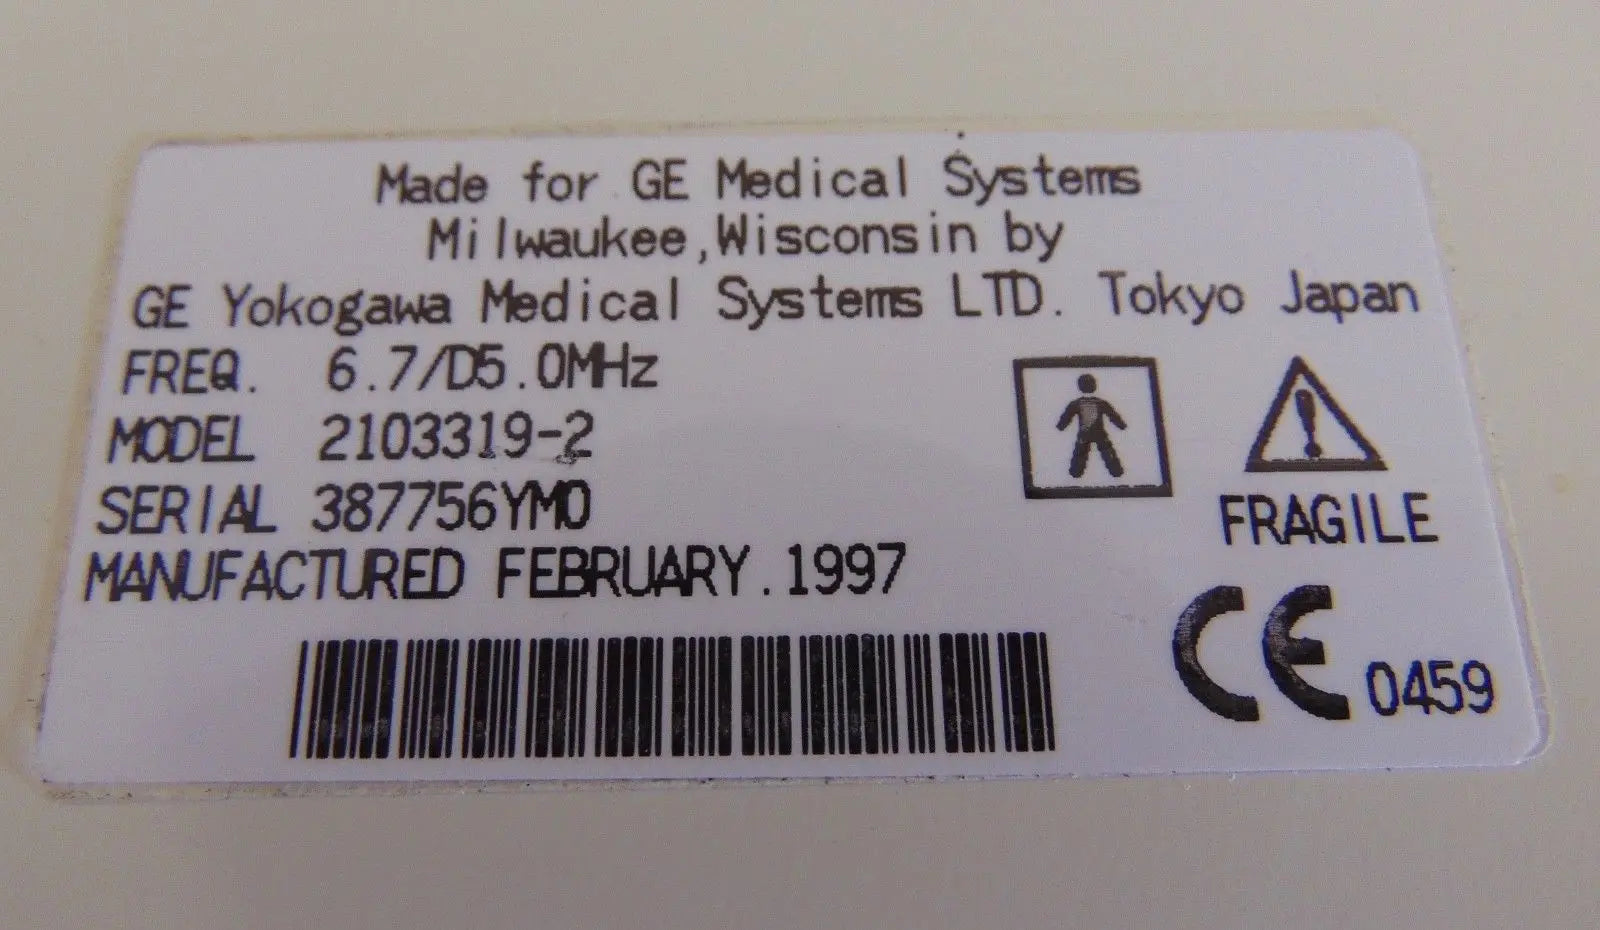 Made for GE Medical Systems
Milwaukee,Wisconsin by
GE Yokogawa Medical Systems LTD. Tokyo Japan
FREQ. 6.7/D5.0MHz
MODEL 2103319-2
SERIAL 387756YM0
MANUFACTURED FEBRUARY.1997
FRAGILE
CE 0459